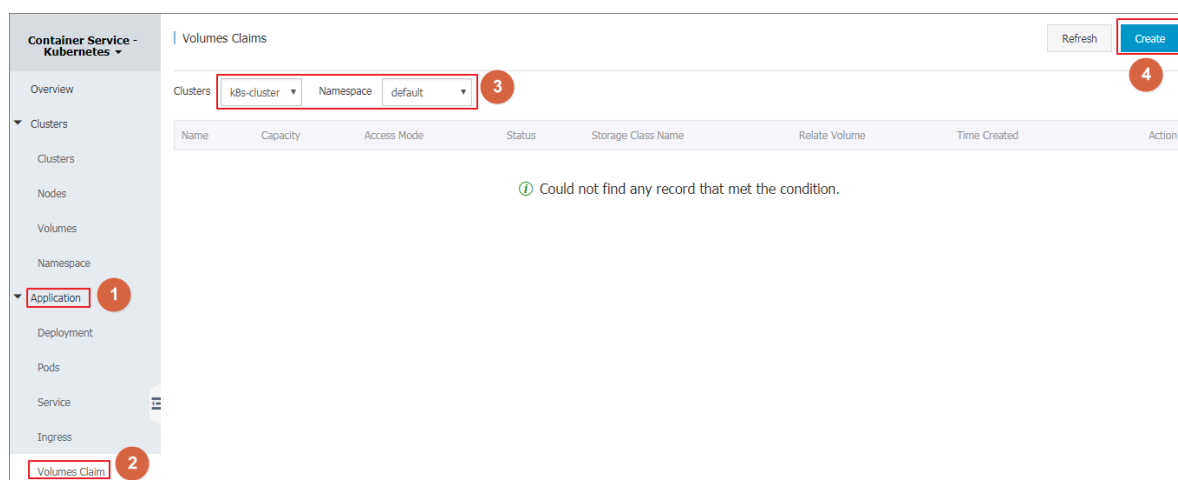 Container Service -
Kubernetes
Volumes Claims
Refresh
Create
4
Overview
Clusters
k8s-cluster
Namespace
default
3
Clusters
Name
Capacity
Access Mode
Status
Storage Class Name
Relate Volume
Time Created
Action
Clusters
Could not find any record that met the condition.
Nodes
Volumes
Namespace
Application
1
Deployment
Pods
Service
Ingress
Volumes Claim
2